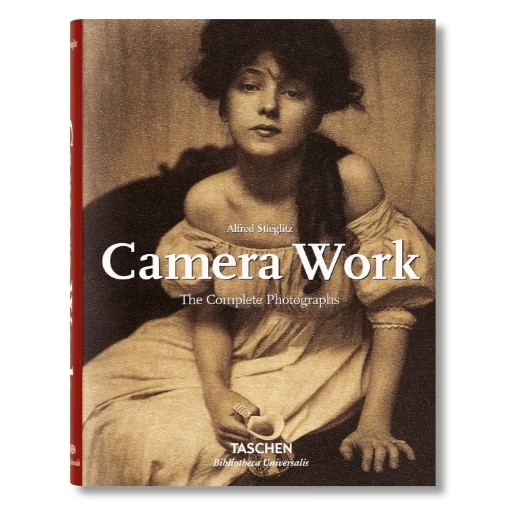 Alfred Stieglitz
Camera Work
The Complete Photographs
TASCHEN
Bibliotheca Universalis